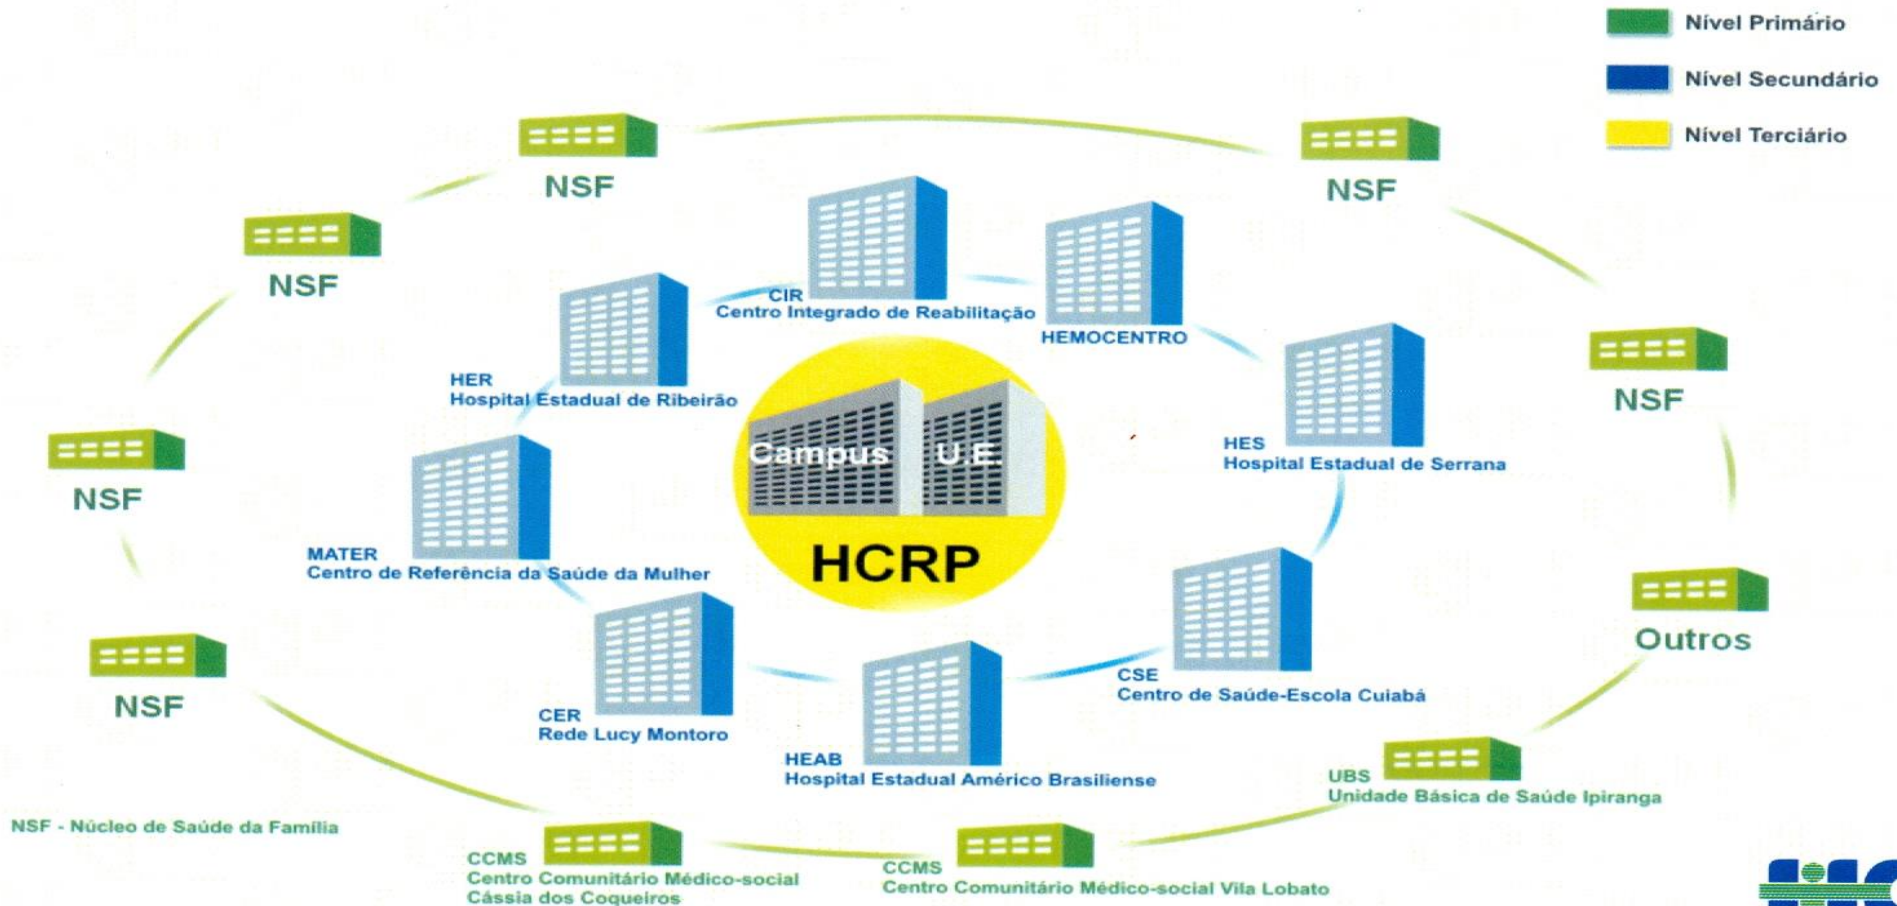 Nível Primário
Nível Secundário
Nível Terciário
NSF
NSF
NSF
CIR
Centro Integrado de Reabilitação
HEMOCENTRO
HER
Hospital Estadual de Ribeirão
NSF
HES
Hospital Estadual de Serrana
Campus U.E.
HCRP
NSF
MATER
Centro de Referência da Saúde da Mulher
Outros
NSF
CSE
Centro de Saúde-Escola Cuiabá
CER
Rede Lucy Montoro
HEAB
Hospital Estadual Américo Brasiliense
UBS
Unidade Básica de Saúde Ipiranga
NSF - Núcleo de Saúde da Família
CCMS
Centro Comunitário Médico-social
Cássia dos Coqueiros
CCMS
Centro Comunitário Médico-social Vila Lobato